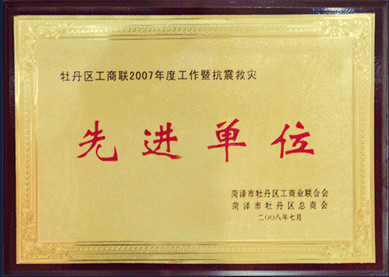 牡丹区工商联2007年度工作暨抗震救灾
先进单位
菏泽市牡丹区工商业联合会
菏泽市牡丹区总商会
二○○八年七月